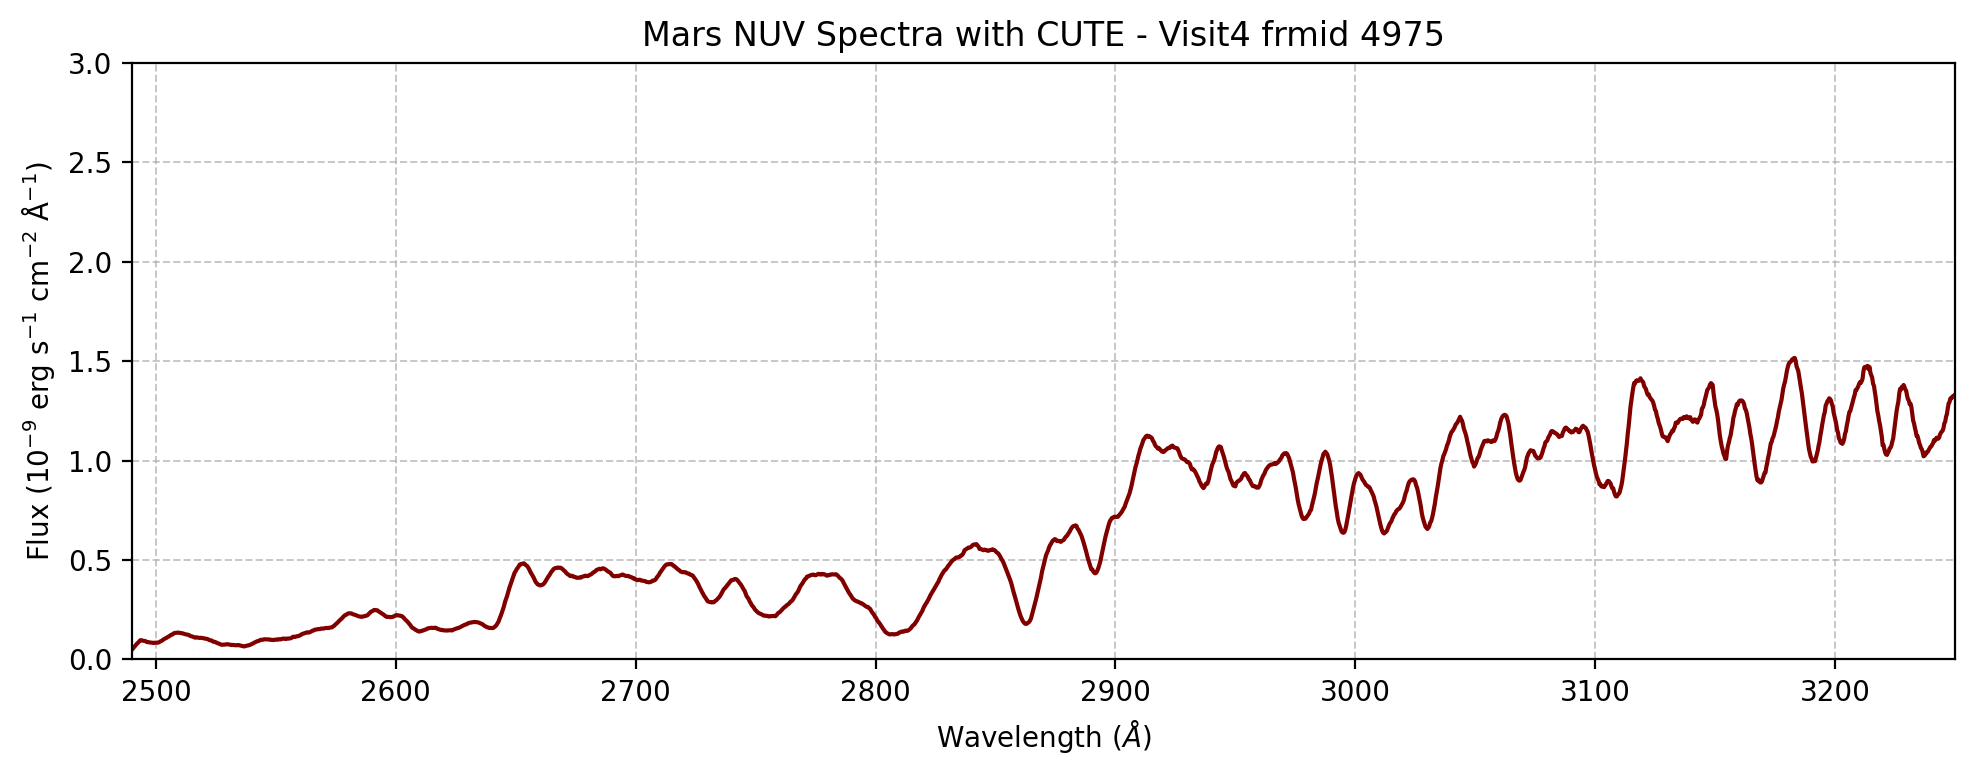 Mars NUV Spectra with CUTE - Visit4 frmid 4975
3.0
2.5
2.0
1.5
1.0
0.5
0.0
Flux (10⁻⁹ erg s⁻¹ cm⁻² Å⁻¹)
2500 2600 2700 2800 2900 3000 3100 3200
Wavelength (Å)